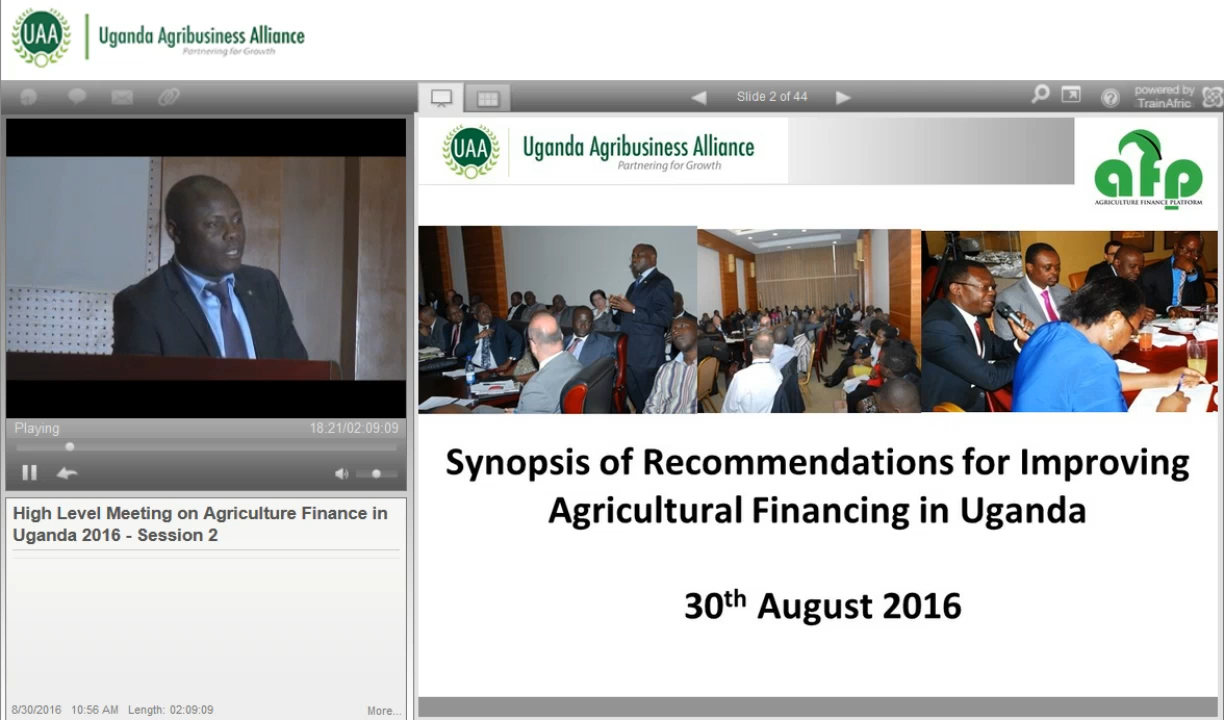 UAA
Uganda Agribusiness Alliance
Partnering for Growth
Slide 2 of 44
powered by
TrainAfric
UAA
Uganda Agribusiness Alliance
Partnering for Growth
afp
AGRICULTURE FINANCE PLATFORM
Playing
18:21/02:09:09
Synopsis of Recommendations for Improving
Agricultural Financing in Uganda
30th August 2016
High Level Meeting on Agriculture Finance in
Uganda 2016 - Session 2
8/30/2016 10:56 AM Length: 02:09:09
More...